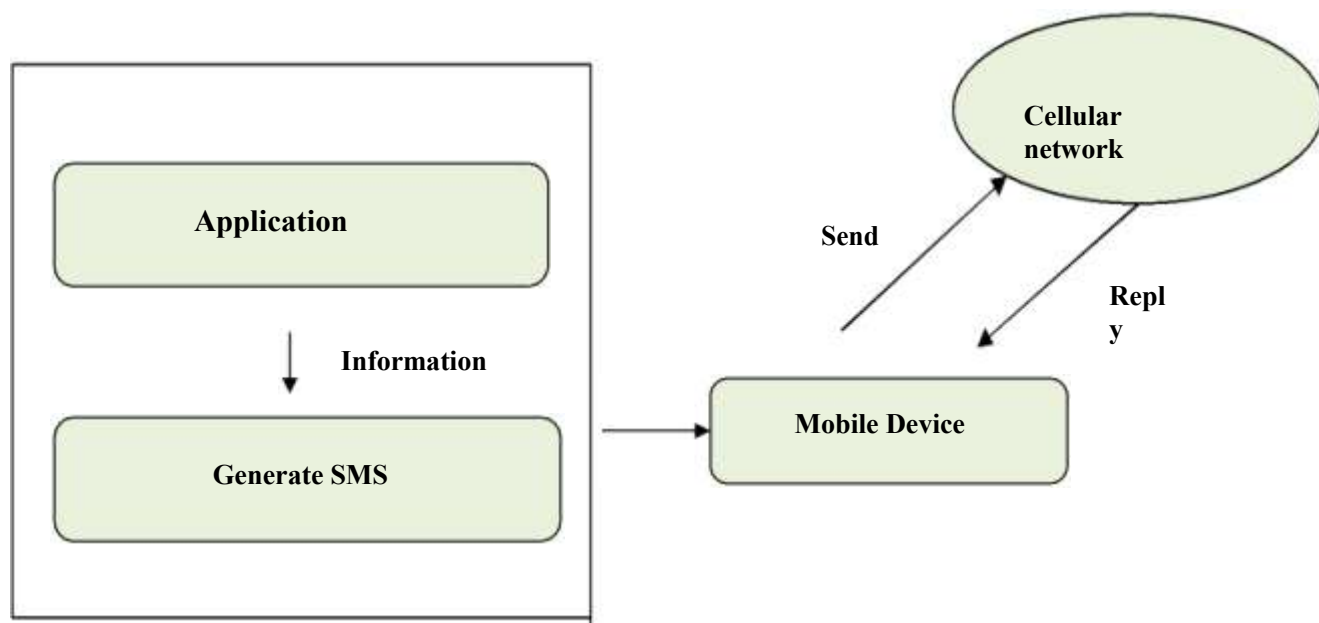 Cellular
network
Application
Send
Repl
y
Information
Mobile Device
Generate SMS